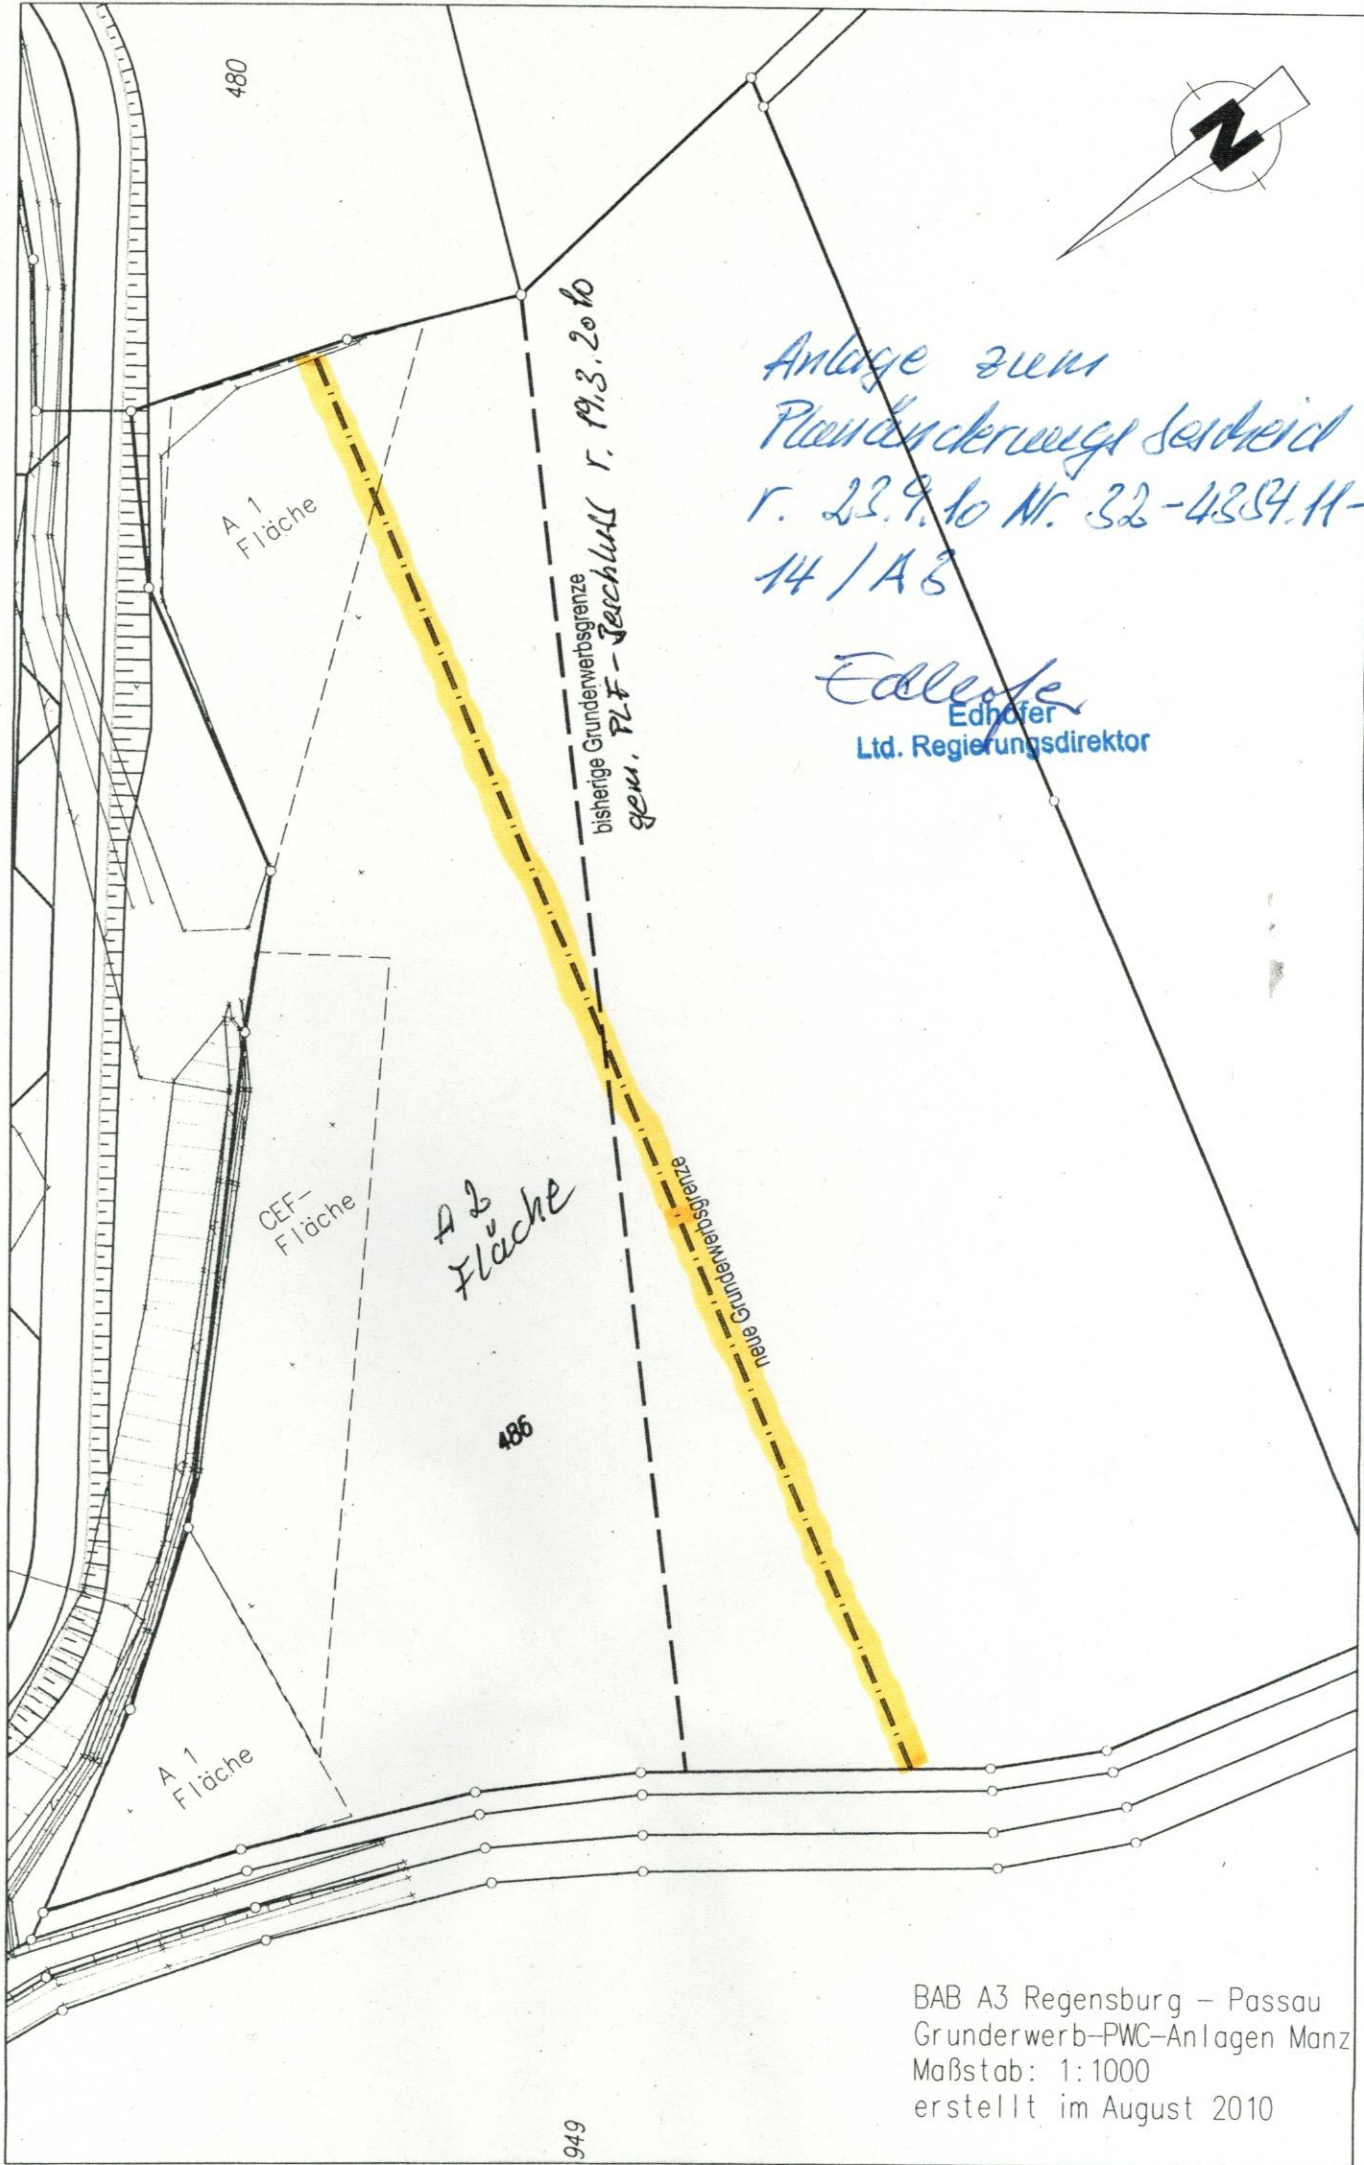 480
N
Anlage zum
Planänderungsbescheid
v. 23.9.10 Nr. 32-4354.11-
14 / A3
Edhofer
Ltd. Regierungsdirektor
bisherige Grunderwerbsgrenze
gem. PLF-Beschluss v. 19.3.2010
A 1
Fläche
neue Grunderwerbsgrenze
CEF-
Fläche
A 2
Fläche
486
A 1
Fläche
BAB A3 Regensburg – Passau
Grunderwerb-PWC-Anlagen Manz
Maßstab: 1:1000
erstellt im August 2010
949